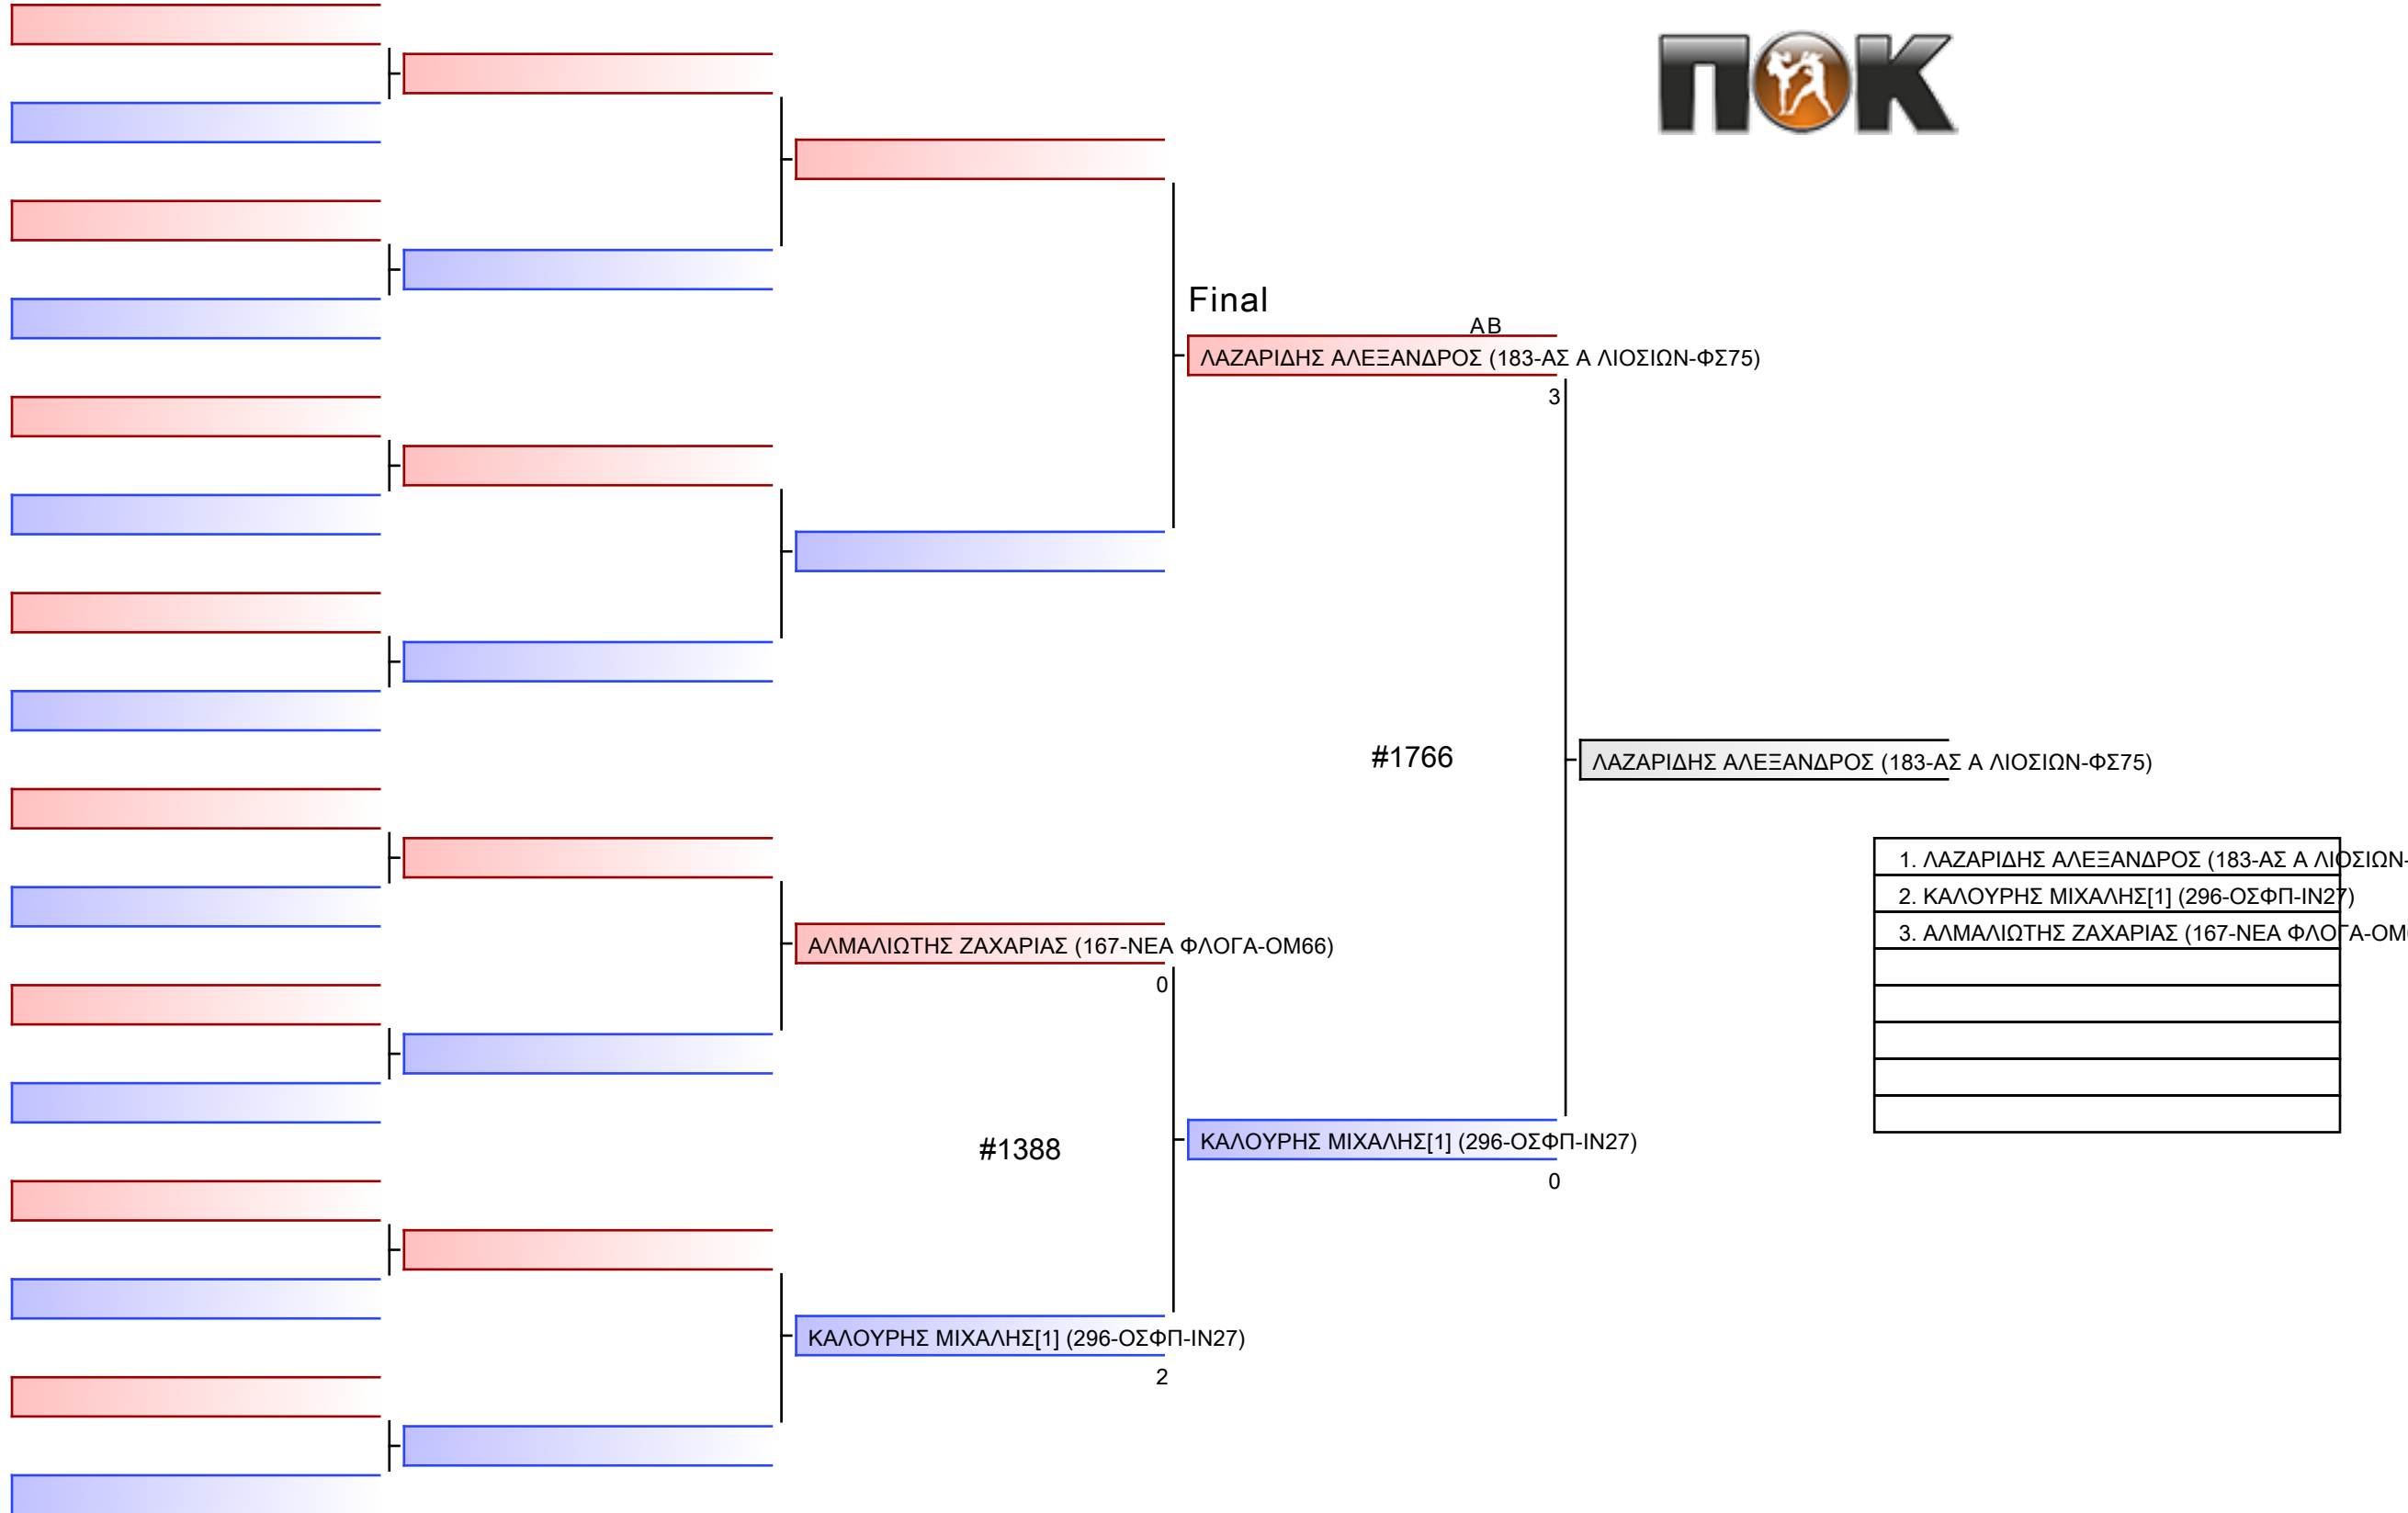 ΠΟΚ
Final
AB
ΛΑΖΑΡΙΔΗΣ ΑΛΕΞΑΝΔΡΟΣ (183-ΑΣ Α ΛΙΟΣΙΩΝ-ΦΣ75)
3
#1766
ΛΑΖΑΡΙΔΗΣ ΑΛΕΞΑΝΔΡΟΣ (183-ΑΣ Α ΛΙΟΣΙΩΝ-ΦΣ75)
1. ΛΑΖΑΡΙΔΗΣ ΑΛΕΞΑΝΔΡΟΣ (183-ΑΣ Α ΛΙΟΣΙΩΝ-
2. ΚΑΛΟΥΡΗΣ ΜΙΧΑΛΗΣ[1] (296-ΟΣΦΠ-ΙΝ27)
3. ΑΛΜΑΛΙΩΤΗΣ ΖΑΧΑΡΙΑΣ (167-ΝΕΑ ΦΛΟΓΑ-ΟΜ
ΑΛΜΑΛΙΩΤΗΣ ΖΑΧΑΡΙΑΣ (167-ΝΕΑ ΦΛΟΓΑ-ΟΜ66)
0
#1388
ΚΑΛΟΥΡΗΣ ΜΙΧΑΛΗΣ[1] (296-ΟΣΦΠ-ΙΝ27)
0
ΚΑΛΟΥΡΗΣ ΜΙΧΑΛΗΣ[1] (296-ΟΣΦΠ-ΙΝ27)
2